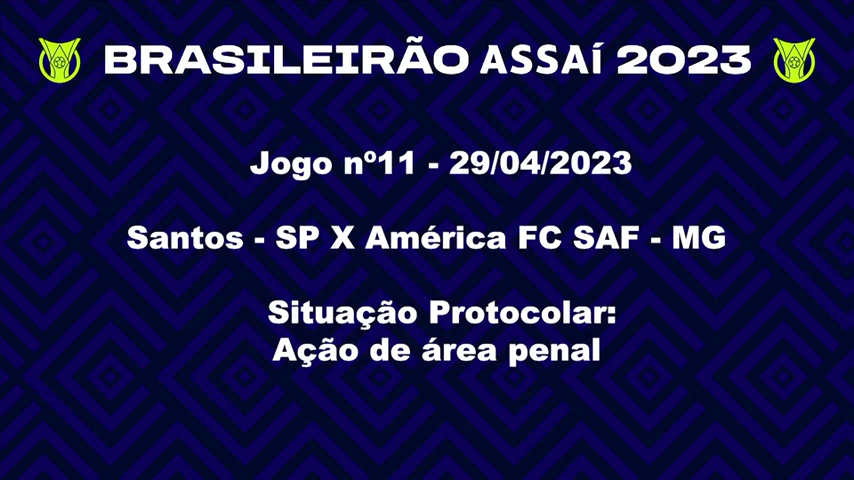 BRASILEIRÃO ASSAÍ 2023
Jogo nº11 - 29/04/2023
Santos - SP X América FC SAF - MG
Situação Protocolar:
Ação de área penal